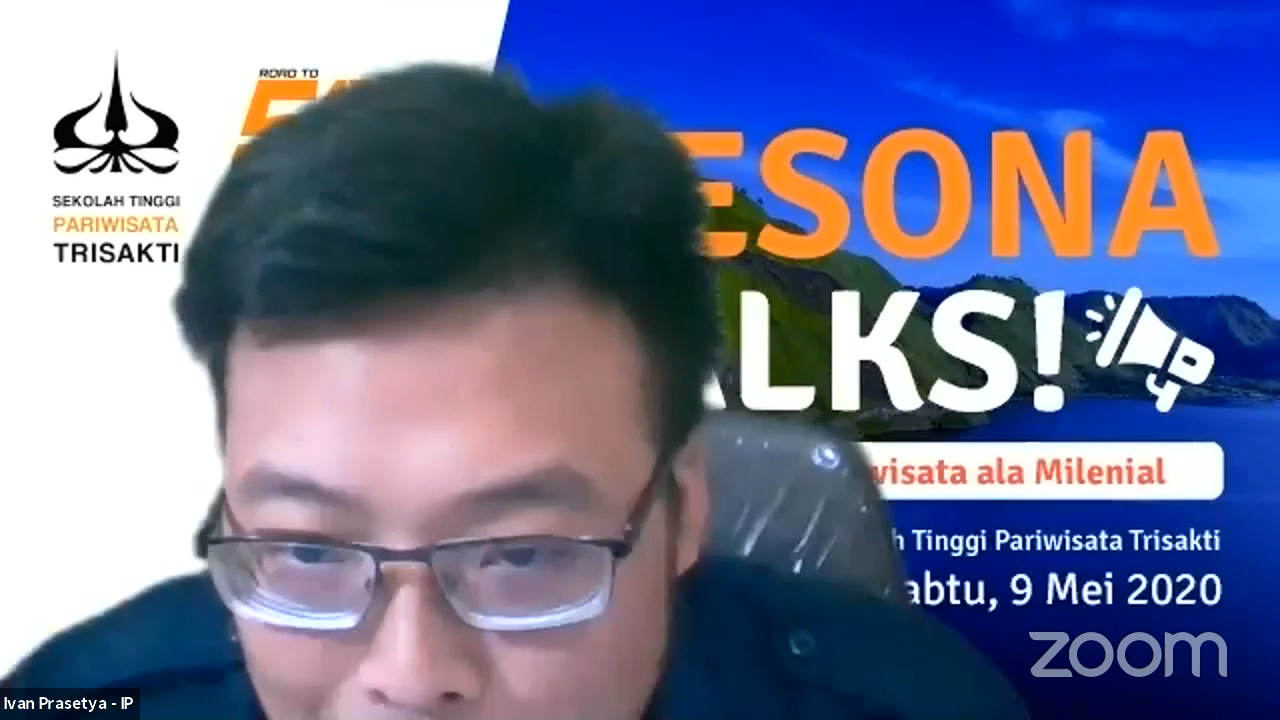 ROAD TO
SEKOLAH TINGGI
PARIWISATA
TRISAKTI
ESONA
ALKS!
wisata ala Milenial
h Tinggi Pariwisata Trisakti
abtu, 9 Mei 2020
zoom
Ivan Prasetya - IP